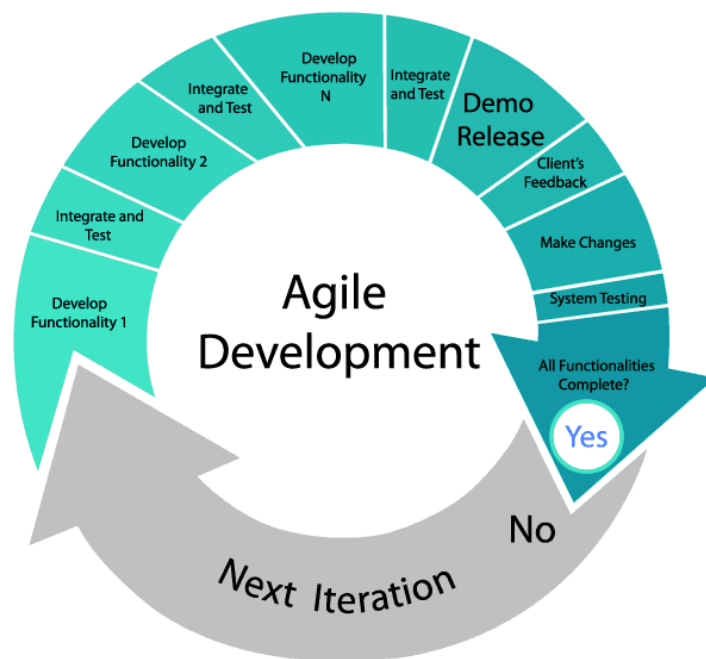 Agile
Development
Develop
Functionality 1
Integrate and
Test
Develop
Functionality 2
Integrate
and Test
Develop
Functionality
N
Integrate
and Test
Demo
Release
Client's
Feedback
Make Changes
System Testing
All Functionalities
Complete?
Yes
No
Next Iteration